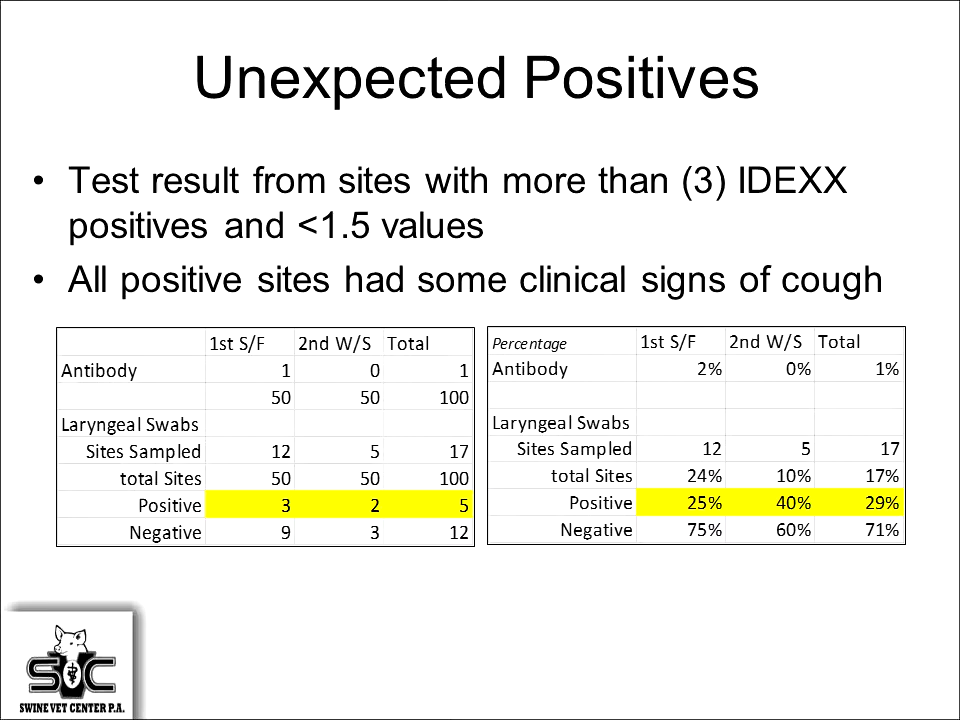 Unexpected Positives
• Test result from sites with more than (3) IDEXX
positives and <1.5 values
• All positive sites had some clinical signs of cough
1st S/F 2nd W/S Total
Antibody 1 0 1
50 50 100
Laryngeal Swabs
Sites Sampled 12 5 17
total Sites 50 50 100
Positive 3 2 5
Negative 9 3 12
Percentage 1st S/F 2nd W/S Total
Antibody 2% 0% 1%
Laryngeal Swabs
Sites Sampled 12 5 17
total Sites 24% 10% 17%
Positive 25% 40% 29%
Negative 75% 60% 71%
SVC
SWINE VET CENTER P.A.